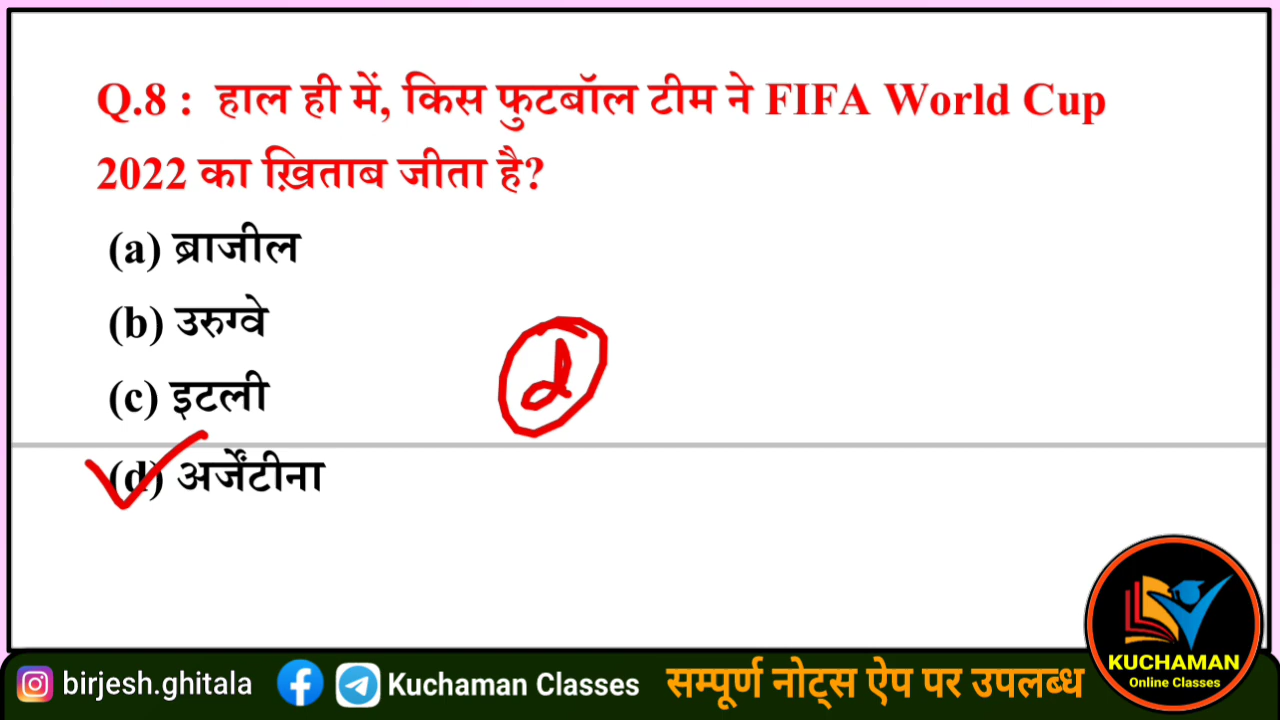 Q.8 : हाल ही में, किस फुटबॉल टीम ने FIFA World Cup
2022 का ख़िताब जीता है?
(a) ब्राजील
(b) उरुग्वे
(c) इटली
d
(d) अर्जेंटीना
KUCHAMAN
Online Classes
birjesh.ghitala Kuchaman Classes सम्पूर्ण नोट्स ऐप पर उपलब्ध